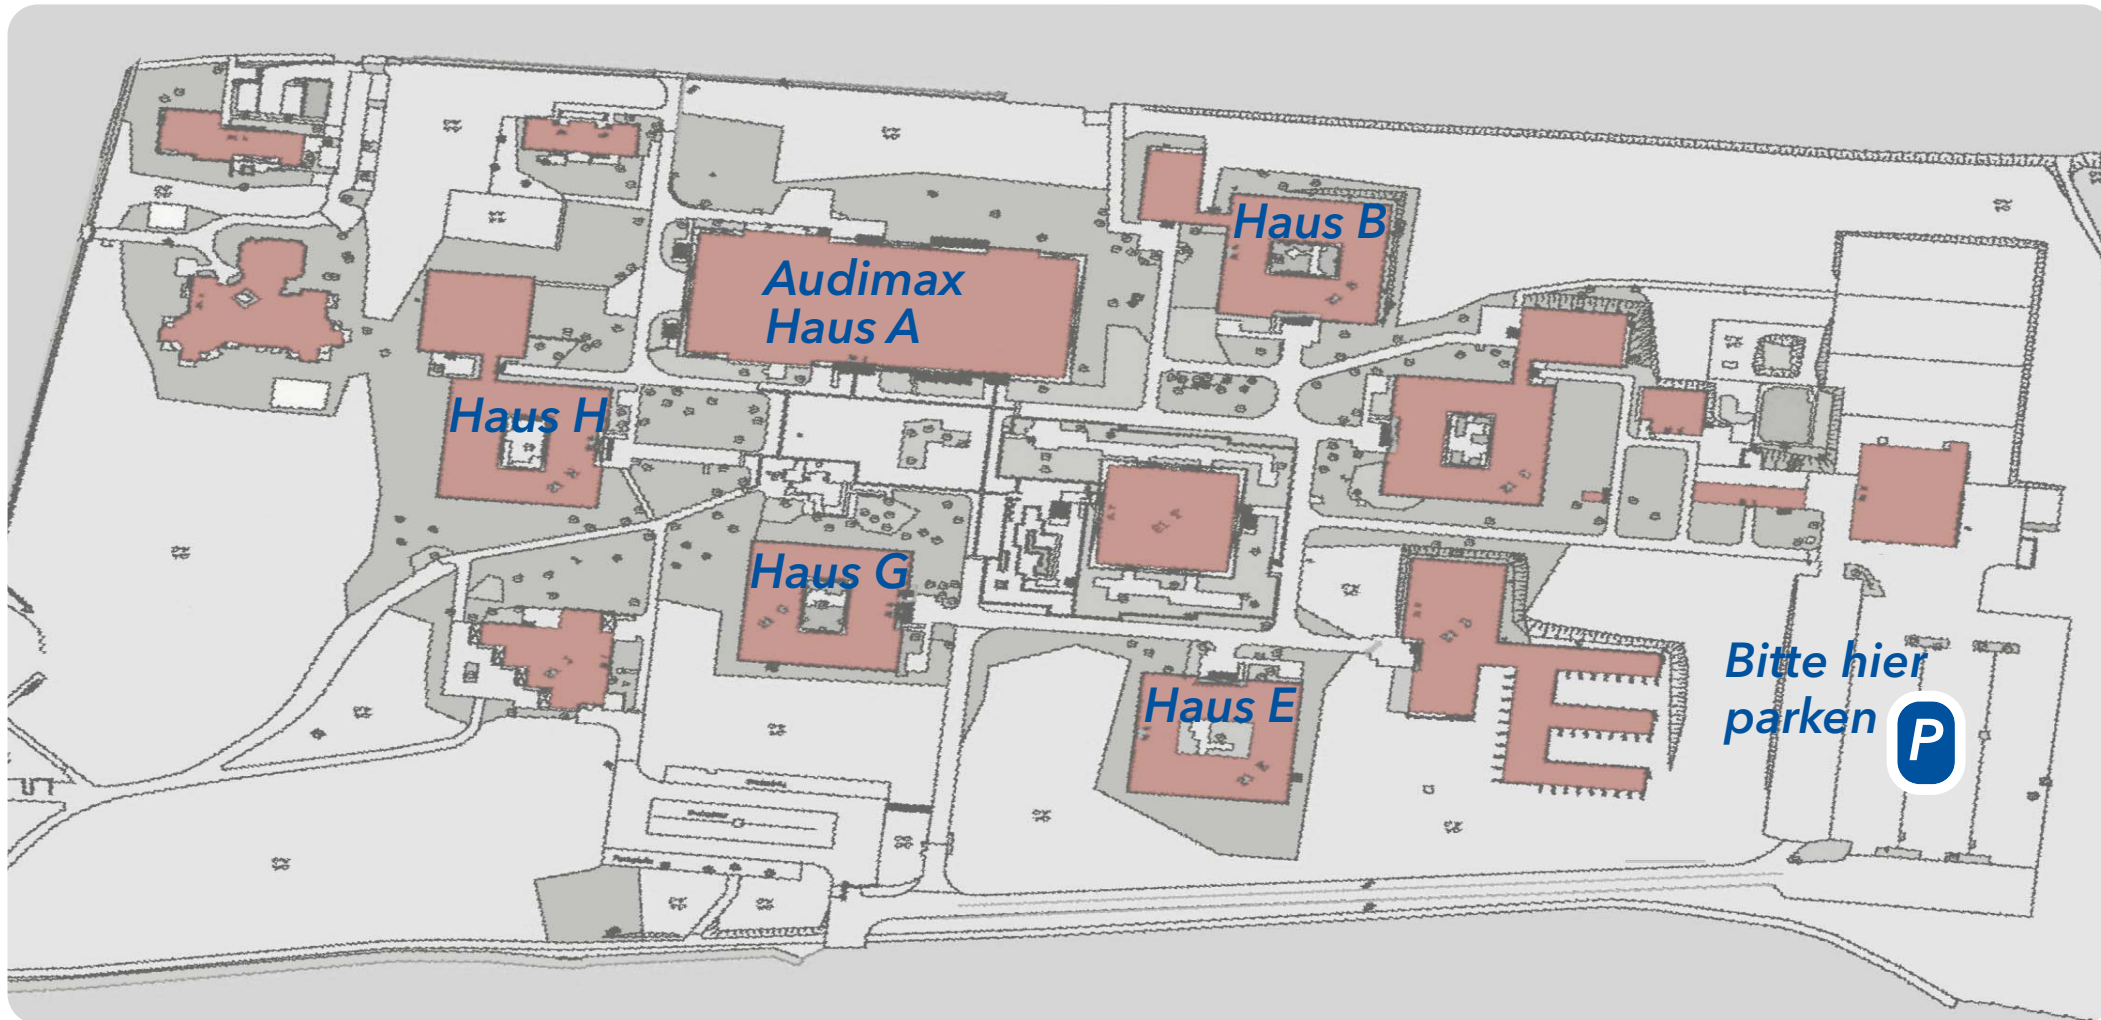 Haus B
Audimax
Haus A
Haus H
Haus G
Haus E
Bitte hier
parken P